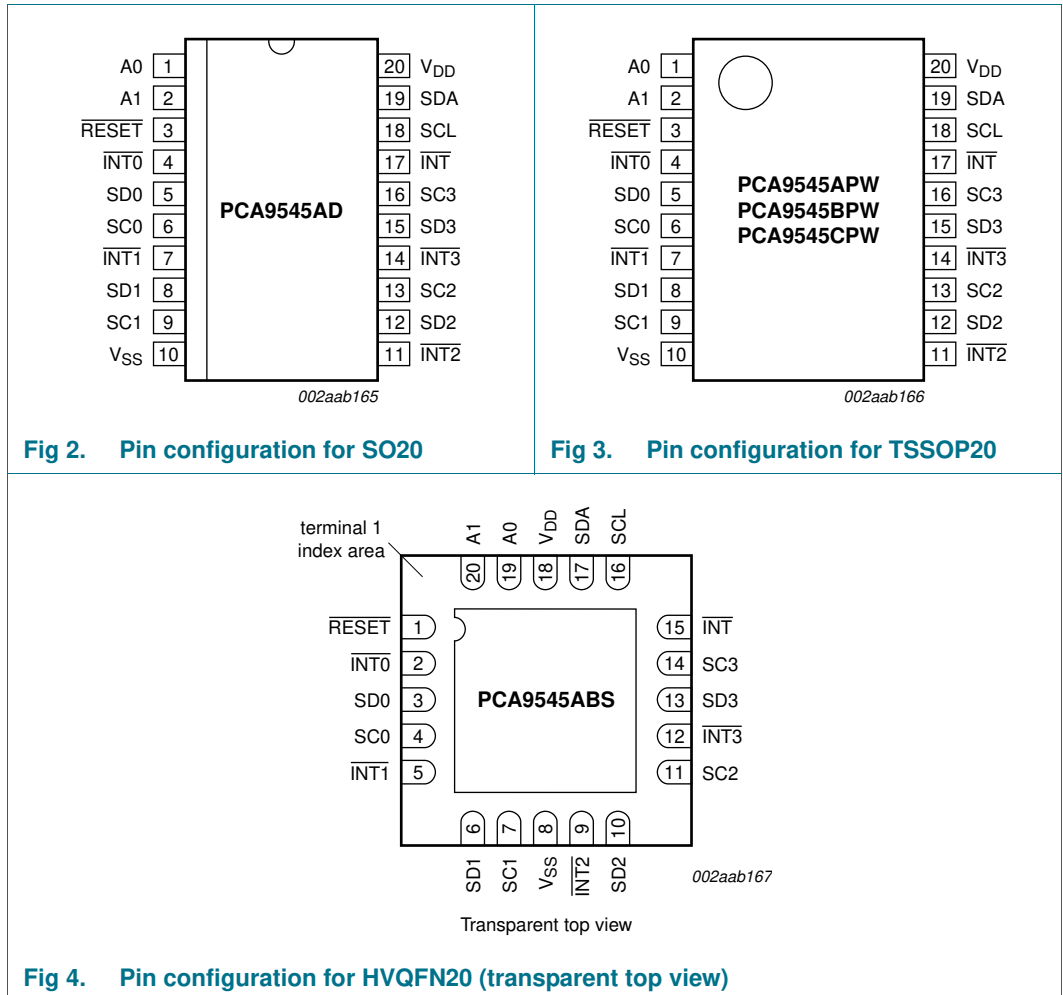 A0 1
A1 2
RESET 3
INT0 4
SD0 5
SC0 6
INT1 7
SD1 8
SC1 9
VSS 10
PCA9545AD
20 VDD
19 SDA
18 SCL
17 INT
16 SC3
15 SD3
14 INT3
13 SC2
12 SD2
11 INT2
002aab165
Fig 2. Pin configuration for SO20
A0 1
A1 2
RESET 3
INT0 4
SD0 5
SC0 6
INT1 7
SD1 8
SC1 9
VSS 10
PCA9545APW
PCA9545BPW
PCA9545CPW
20 VDD
19 SDA
18 SCL
17 INT
16 SC3
15 SD3
14 INT3
13 SC2
12 SD2
11 INT2
002aab166
Fig 3. Pin configuration for TSSOP20
terminal 1
index area
A1 A0 VDD SDA SCL
20 19 18 17 16
RESET 1
INT0 2
SD0 3
SC0 4
INT1 5
PCA9545ABS
15 INT
14 SC3
13 SD3
12 INT3
11 SC2
6 7 8 9 10
SD1 SC1 VSS INT2 SD2
002aab167
Transparent top view
Fig 4. Pin configuration for HVQFN20 (transparent top view)